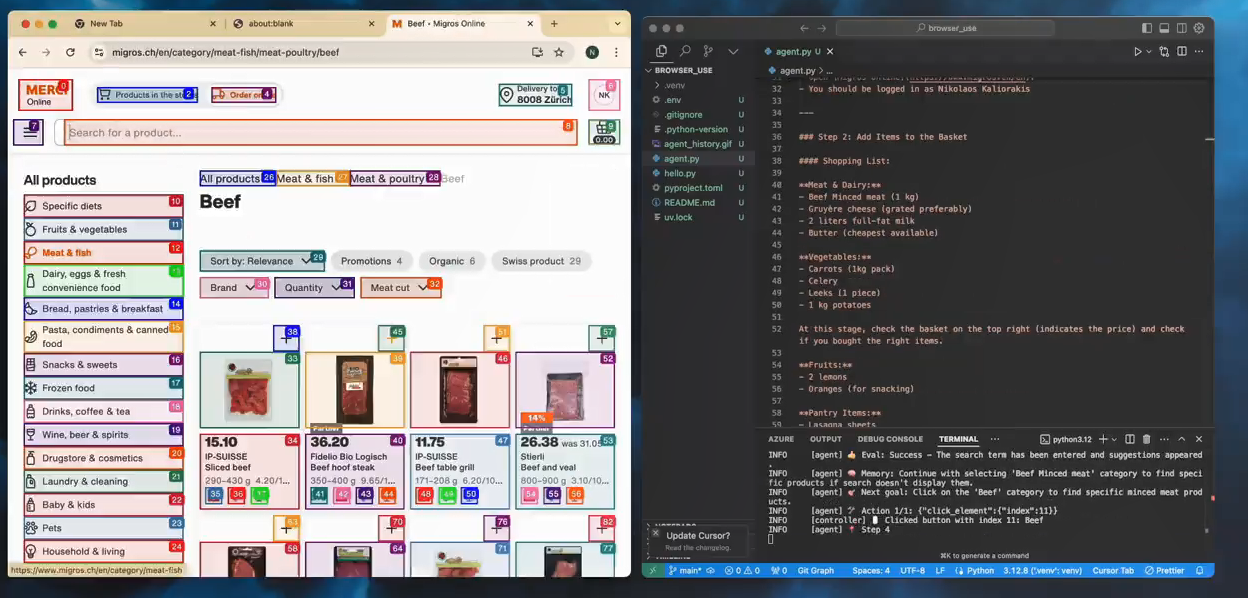 New Tab
about:blank
Beef • Migros Online
migros.ch/en/category/meat-fish/meat-poultry/beef
N
Online
0
Products in the
2
4
Delivery to
8008 Zürich
5
NK
6
7
Search for a product...
8
9
0.00
All products
Specific diets 10
Fruits & vegetables 11
Meat & fish 12
Dairy, eggs & fresh
convenience food
Bread, pastries & breakfast 14
Pasta, condiments & canned 15
food
Snacks & sweets 16
Frozen food 17
Drinks, coffee & tea 18
Wine, beer & spirits 19
Drugstore & cosmetics 20
Laundry & cleaning 21
Baby & kids 22
Pets 23
Household & living 24
https://www.migros.ch/en/category/meat-fish
All products 26 Meat & fish 27 Meat & poultry 28 Beef
Beef
Sort by: Relevance 29 Promotions 4 Organic 6 Swiss product 29
Brand 30 Quantity 31 Meat cut 32
38 45 51 57
33 39 46 52
14%
Partner
15.10 34
IP-SUISSE
Sliced beef
290–430 g 4.20/1...
35 36
36.20 40
Fidelio Bio Logisch
Beef hoof steak
350–400 g 9.65/1...
41 42 43 44
11.75 47
IP-SUISSE
Beef table grill
171–208 g 6.20/10...
48 49 50
26.38 was 31.05 53
Stierli
Beef and veal
800–900 g 3.10/10...
54 55 56
63 70 76 82
58 64 71 77
browser_use
BROWSER_USE
.venv
.env U
.gitignore U
.python-version U
agent_history.gif U
agent.py U
hello.py U
pyproject.toml U
README.md U
uv.lock U
agent.py U
agent.py > ...
32 - You should be logged in as Nikolaos Kaliorakis
33
34 ---
35
36 ### Step 2: Add Items to the Basket
37
38 #### Shopping List:
39
40 **Meat & Dairy:**
41 - Beef Minced meat (1 kg)
42 - Gruyère cheese (grated preferably)
43 - 2 liters full-fat milk
44 - Butter (cheapest available)
45
46 **Vegetables:**
47 - Carrots (1kg pack)
48 - Celery
49 - Leeks (1 piece)
50 - 1 kg potatoes
51
52 At this stage, check the basket on the top right (indicates the price) and check
if you bought the right items.
53
54 **Fruits:**
55 - 2 lemons
56 - Oranges (for snacking)
57
58 **Pantry Items:**
59 - Lasagna sheets
AZURE OUTPUT DEBUG CONSOLE TERMINAL ... python3.12
INFO [agent] 👍 Eval: Success - The search term has been entered and suggestions appeared
.
INFO [agent] 🧠 Memory: Continue with selecting 'Beef Minced meat' category to find speci
fic products if search doesn't display them.
INFO [agent] 🎯 Next goal: Click on the 'Beef' category to find specific minced meat prod
ucts.
INFO [agent] 🛠️ Action 1/1: {"click_element":{"index":11}}
INFO [controller] 🖱️ Clicked button with index 11: Beef
INFO [agent] 📍 Step 4
Update Cursor?
Read the changelog.
⌘K to generate a command
main* 0 0 0 Git Graph Spaces: 4 UTF-8 LF Python 3.12.8 ('.venv': venv) Cursor Tab Prettier